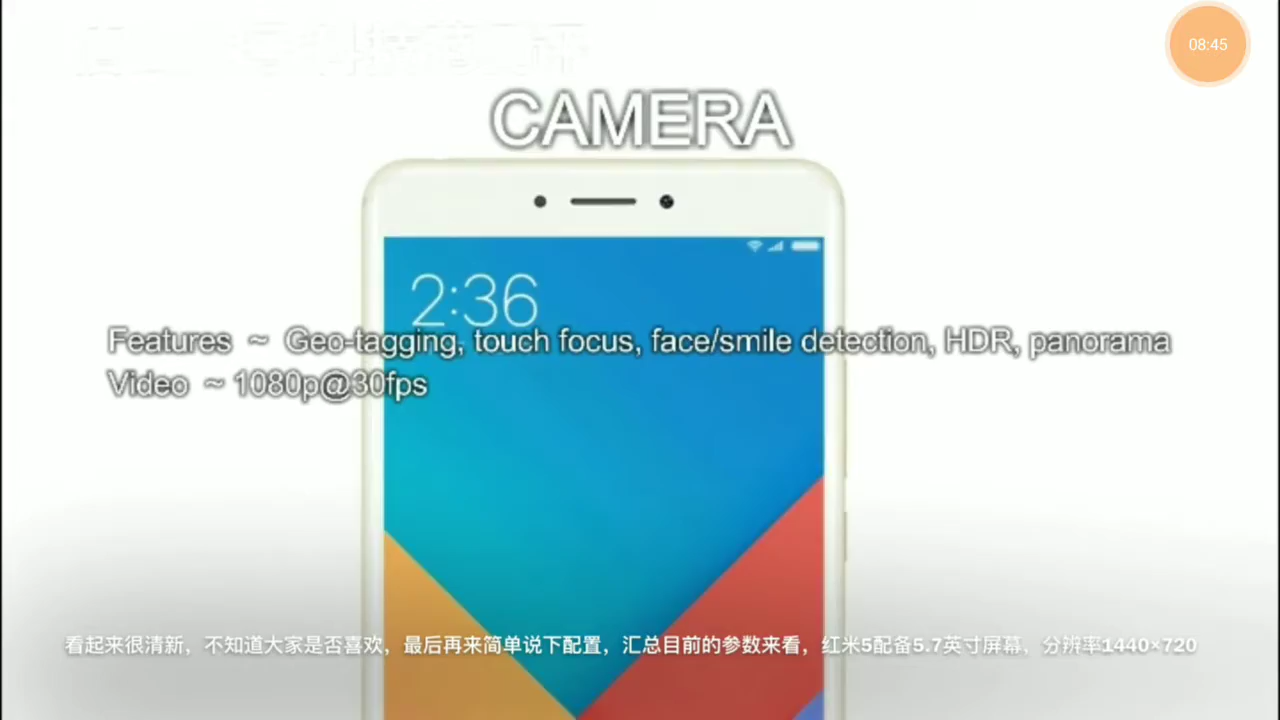 08:45
CAMERA
2:36
Features ~ Geo-tagging, touch focus, face/smile detection, HDR, panorama
Video ~ 1080p@30fps
看起来很清新，不知道大家是否喜欢，最后再来简单说下配置，汇总目前的参数来看，红米5配备5.7英寸屏幕，分辨率1440×720